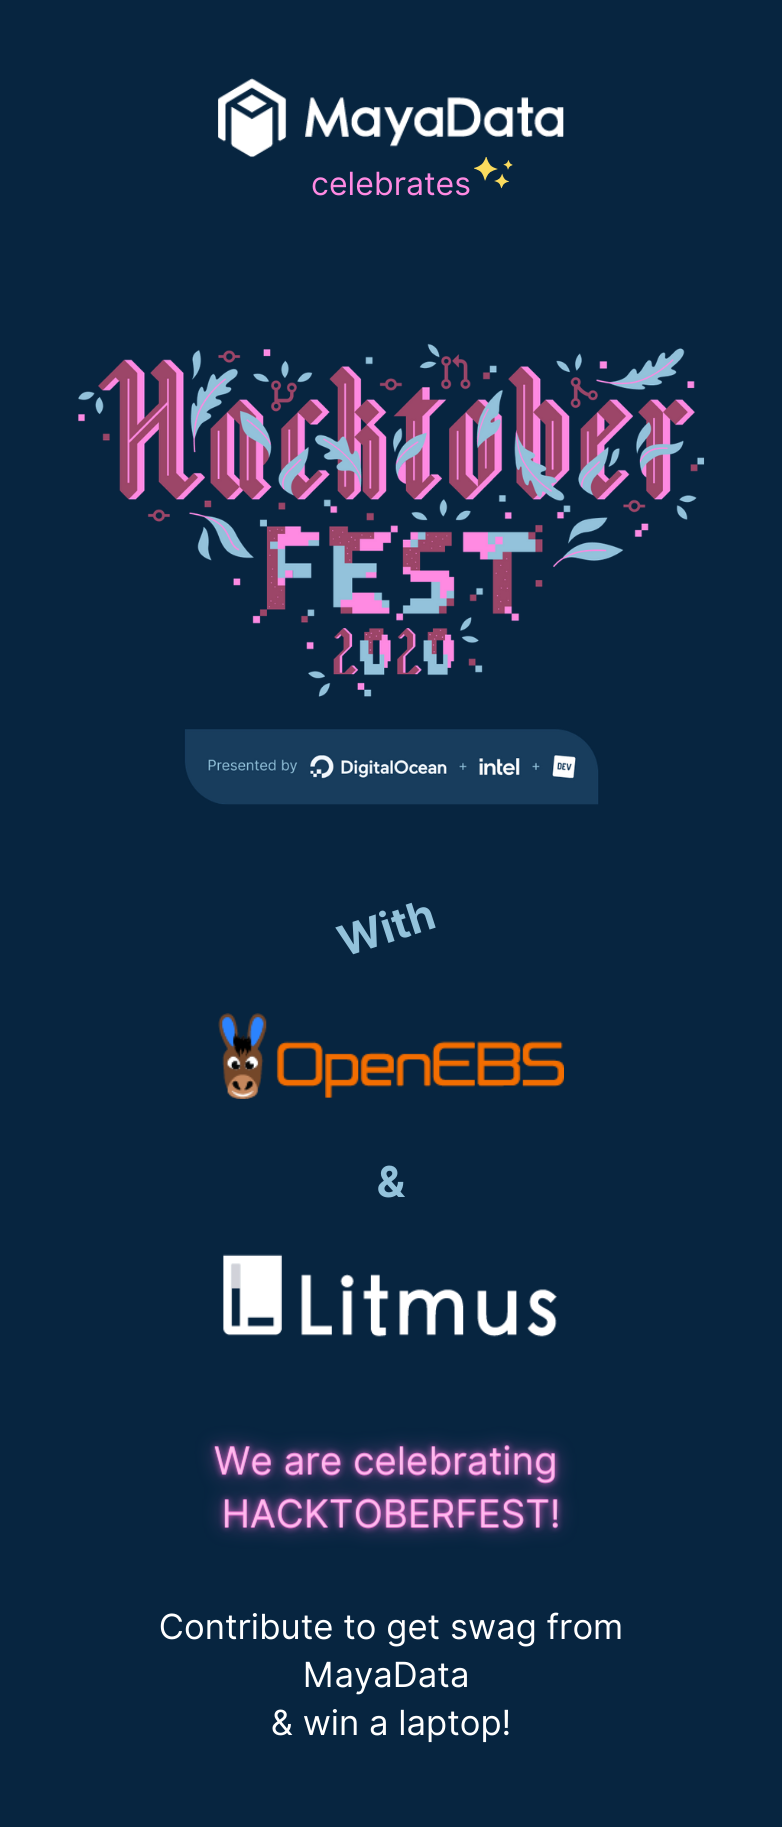 MayaData
celebrates
Hacktober
FEST
2020
Presented by DigitalOcean + intel + DEV
With
OpenEBS
&
Litmus
We are celebrating
HACKTOBERFEST!
Contribute to get swag from
MayaData
& win a laptop!